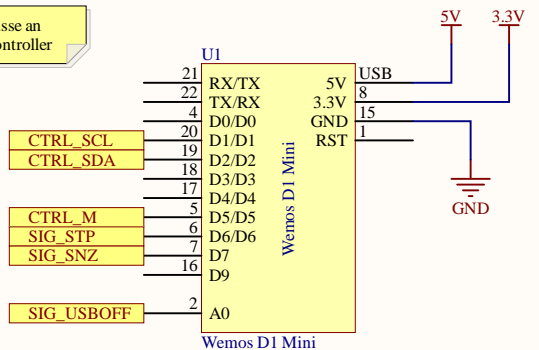 sse an
ontroller
5V 3.3V
U1
21 RX/TX 5V USB
22 TX/RX 3.3V 8
4 D0/D0 GND 15
CTRL_SCL 20 D1/D1 RST 1
CTRL_SDA 19 D2/D2
18 D3/D3
17 D4/D4
CTRL_M 5 D5/D5
SIG_STP 6 D6/D6
SIG_SNZ 7 D7
16 D9
SIG_USBOFF 2 A0
Wemos D1 Mini
GND
Wemos D1 Mini